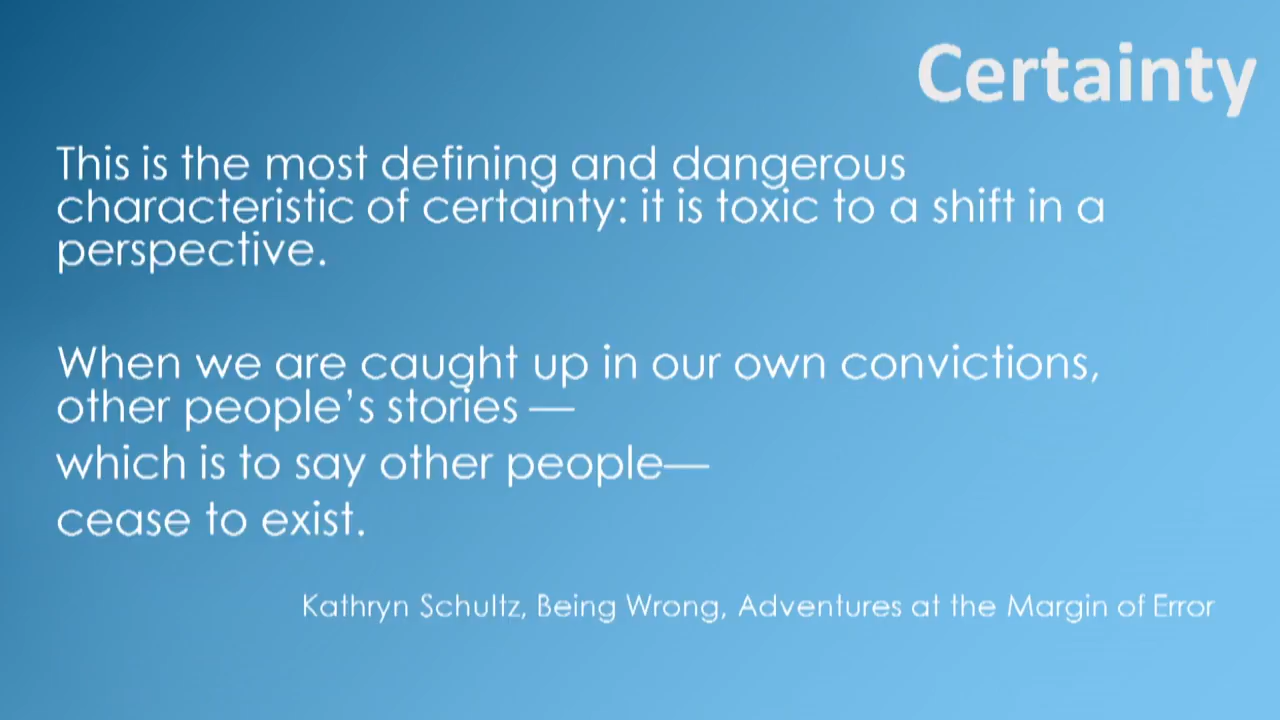 Certainty
This is the most defining and dangerous
characteristic of certainty: it is toxic to a shift in a
perspective.
When we are caught up in our own convictions,
other people’s stories —
which is to say other people—
cease to exist.
Kathryn Schultz, Being Wrong, Adventures at the Margin of Error